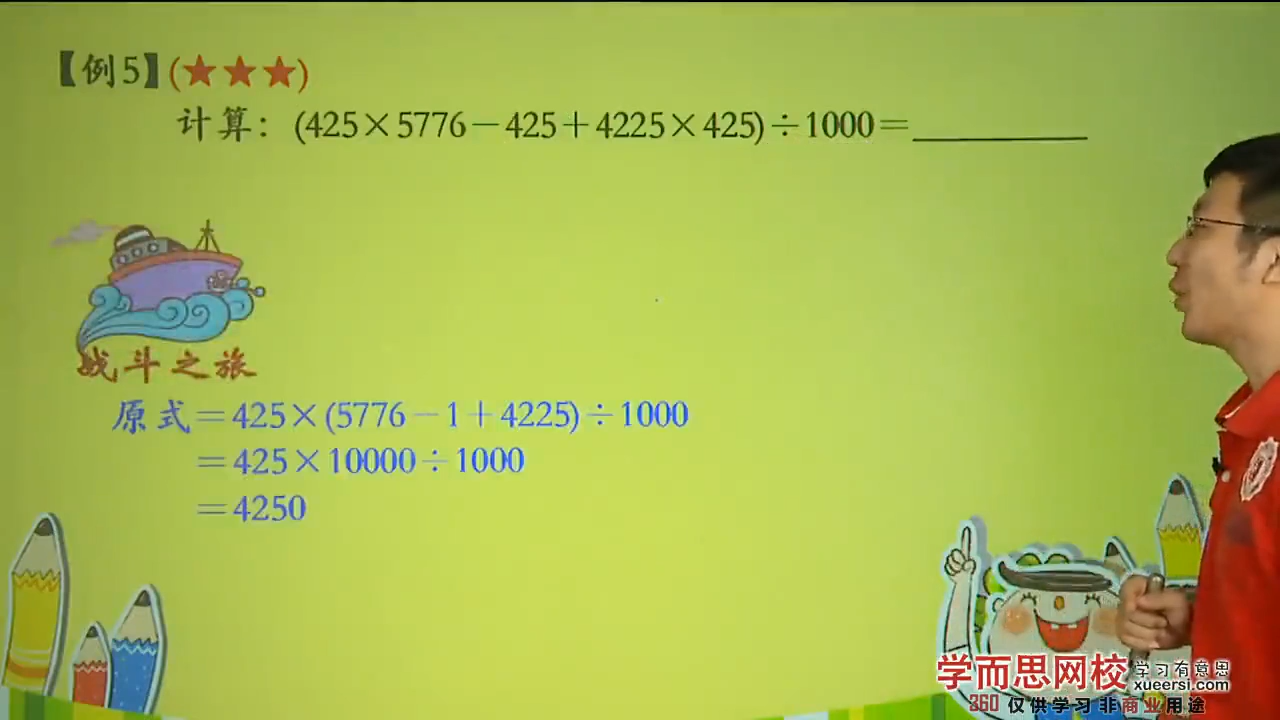 【例5】(★★★)
计算：(425×5776－425＋4225×425)÷1000＝________
战斗之旅
原式＝425×(5776－1＋4225)÷1000
＝425×10000÷1000
＝4250
学而思网校 学习有意思
xueersi.com
360 仅供学习 非商业用途